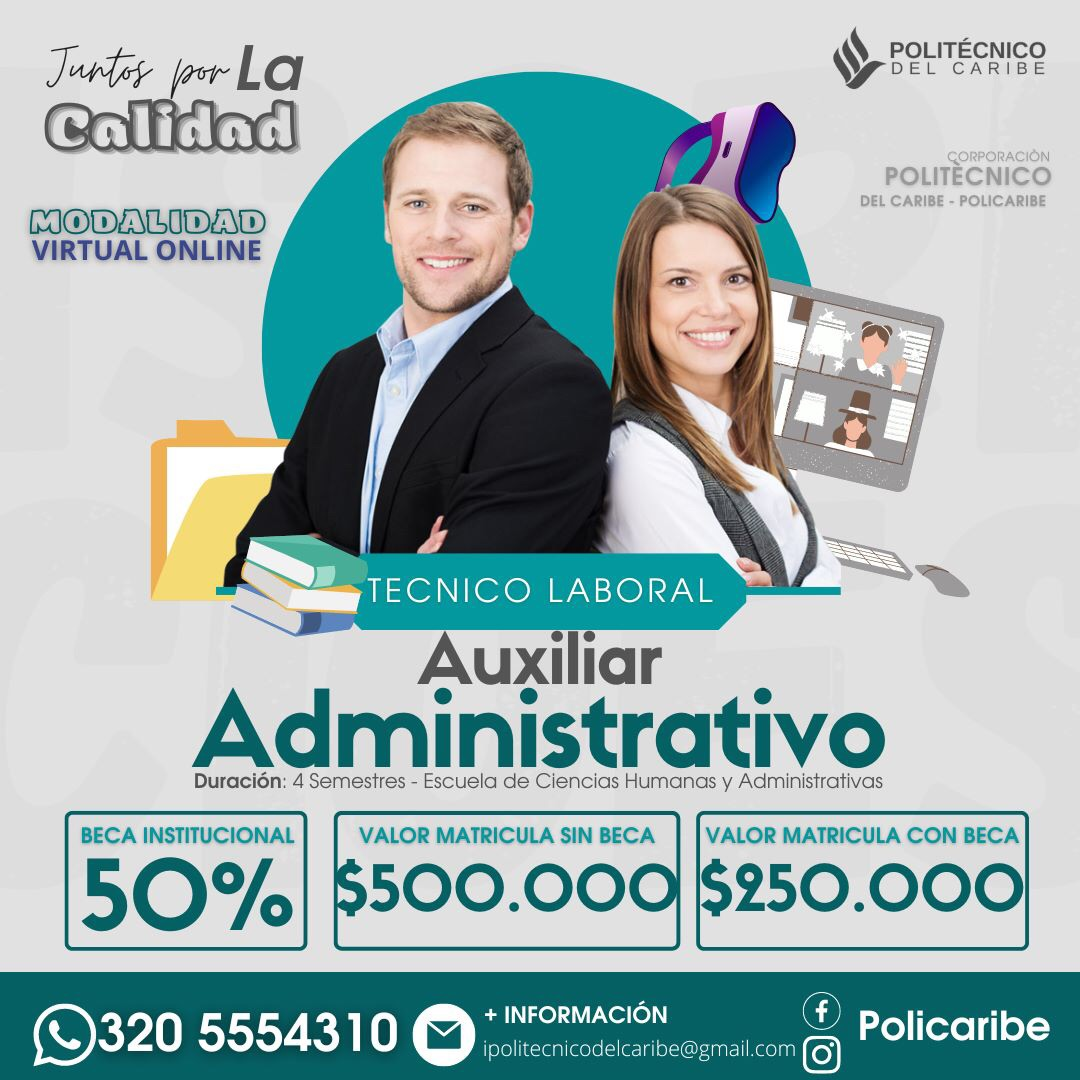 Juntos por La
Calidad
POLITÉCNICO
DEL CARIBE
CORPORACIÒN
POLITÈCNICO
DEL CARIBE - POLICARIBE
MODALIDAD
VIRTUAL ONLINE
TECNICO LABORAL
Auxiliar
Administrativo
Duración: 4 Semestres - Escuela de Ciencias Humanas y Administrativas
BECA INSTITUCIONAL
50%
VALOR MATRICULA SIN BECA
$500.000
VALOR MATRICULA CON BECA
$250.000
320 5554310
+ INFORMACIÓN
ipolitecnicodelcaribe@gmail.com
Policaribe